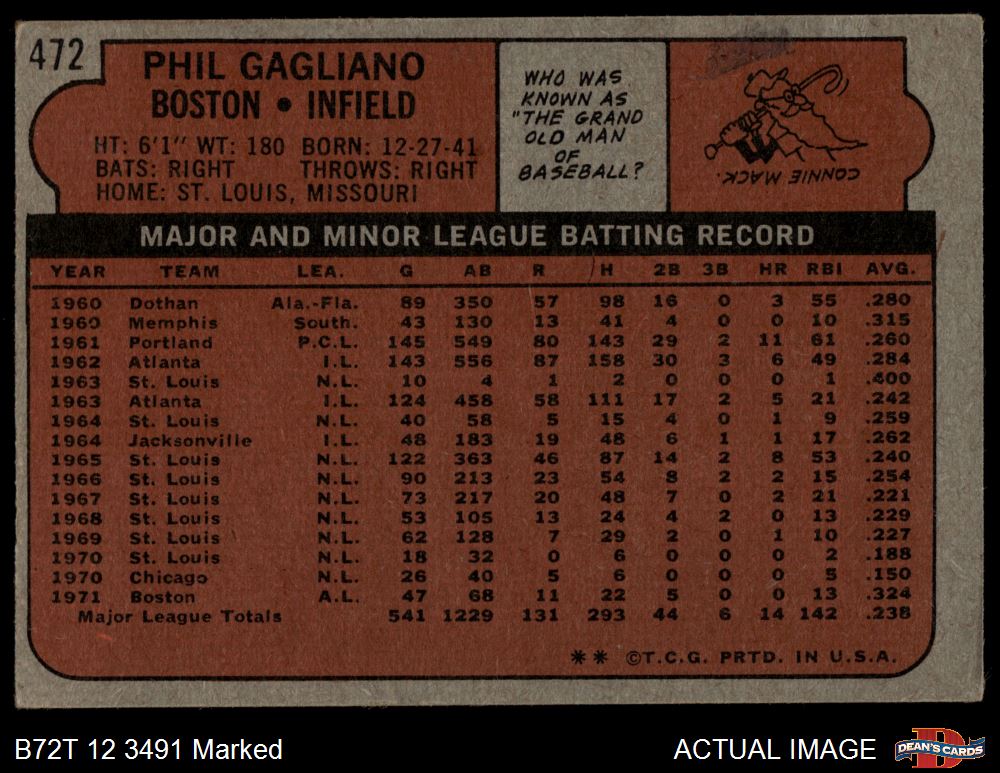 472
PHIL GAGLIANO
BOSTON • INFIELD
HT: 6'1" WT: 180 BORN: 12-27-41
BATS: RIGHT THROWS: RIGHT
HOME: ST. LOUIS, MISSOURI
WHO WAS
KNOWN AS
"THE GRAND
OLD MAN
OF
BASEBALL?
CONNIE MACK.
MAJOR AND MINOR LEAGUE BATTING RECORD
YEAR TEAM LEA. G AB R H 2B 3B HR RBI AVG.
1960 Dothan Ala.-Fla. 89 350 57 98 16 0 3 55 .280
1960 Memphis South. 43 130 13 41 4 0 0 10 .315
1961 Portland P.C.L. 145 549 80 143 29 2 11 61 .260
1962 Atlanta I.L. 143 556 87 158 30 3 6 49 .284
1963 St. Louis N.L. 10 4 1 2 0 0 0 1 .400
1963 Atlanta I.L. 124 458 58 111 17 2 5 21 .242
1964 St. Louis N.L. 40 58 5 15 4 0 1 9 .259
1964 Jacksonville I.L. 48 183 19 48 6 1 1 17 .262
1965 St. Louis N.L. 122 363 46 87 14 2 8 53 .240
1966 St. Louis N.L. 90 213 23 54 8 2 2 15 .254
1967 St. Louis N.L. 73 217 20 48 7 0 2 21 .221
1968 St. Louis N.L. 53 105 13 24 4 2 0 13 .229
1969 St. Louis N.L. 62 128 7 29 2 0 1 10 .227
1970 St. Louis N.L. 18 32 0 6 0 0 0 2 .188
1970 Chicago N.L. 26 40 5 6 0 0 0 5 .150
1971 Boston A.L. 47 68 11 22 5 0 0 13 .324
Major League Totals 541 1229 131 293 44 6 14 142 .238
** ©T.C.G. PRTD. IN U.S.A.
B72T 12 3491 Marked
ACTUAL IMAGE
D
DEAN'S CARDS